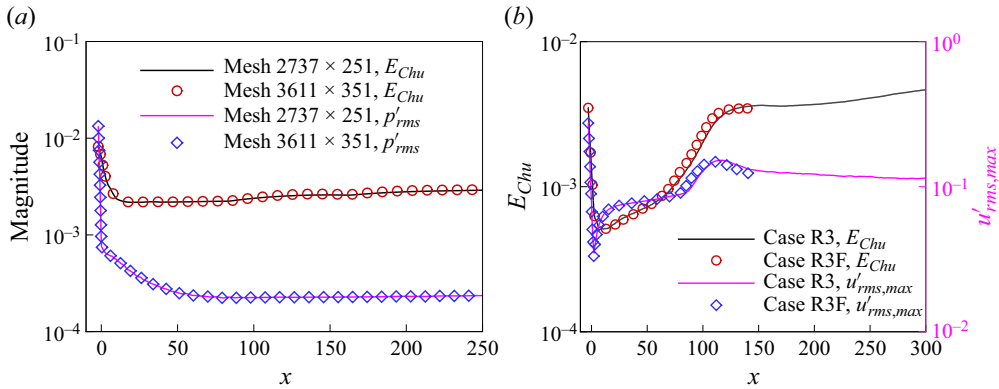 (a)
10⁻¹
10⁻²
10⁻³
10⁻⁴
Magnitude
Mesh 2737 × 251, E_Chu
Mesh 3611 × 351, E_Chu
Mesh 2737 × 251, p′_rms
Mesh 3611 × 351, p′_rms
0 50 100 150 200 250
x
(b)
10⁻²
10⁻³
10⁻⁴
E_Chu
Case R3, E_Chu
Case R3F, E_Chu
Case R3, u′_rms,max
Case R3F, u′_rms,max
10⁰
10⁻¹
10⁻²
u′_rms,max
0 50 100 150 200 250 300
x